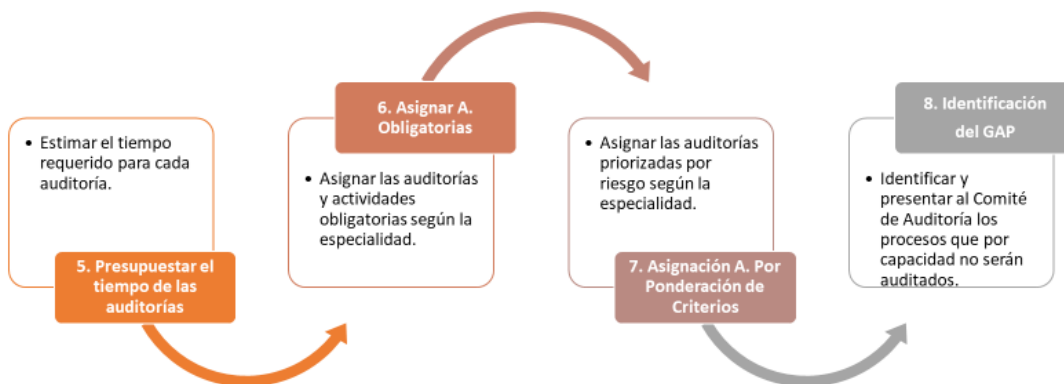 • Estimar el tiempo
requerido para cada
auditoría.
5. Presupuestar el
tiempo de las
auditorías
6. Asignar A.
Obligatorias
• Asignar las auditorías
y actividades
obligatorias según la
especialidad.
• Asignar las auditorías
priorizadas por
riesgo según la
especialidad.
7. Asignación A. Por
Ponderación de
Criterios
8. Identificación
del GAP
• Identificar y
presentar al Comité
de Auditoría los
procesos que por
capacidad no serán
auditados.